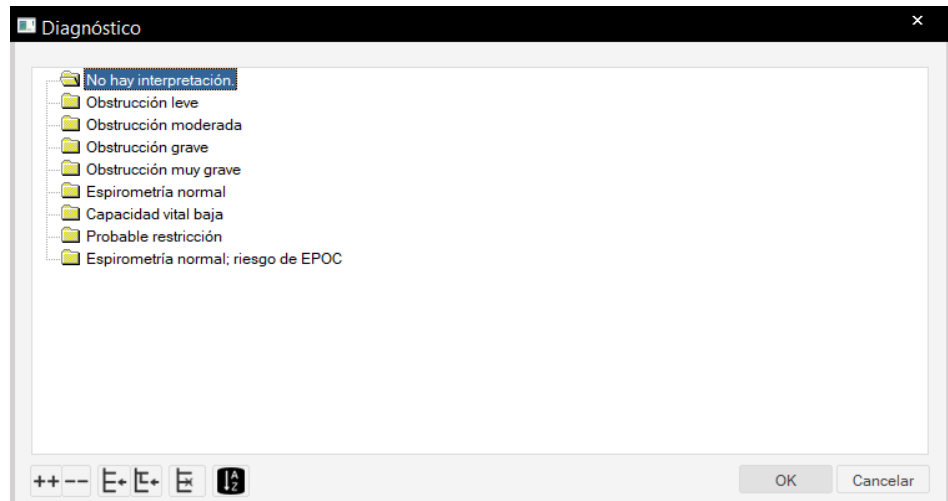 Diagnóstico
No hay interpretación.
Obstrucción leve
Obstrucción moderada
Obstrucción grave
Obstrucción muy grave
Espirometría normal
Capacidad vital baja
Probable restricción
Espirometría normal; riesgo de EPOC
++ -- A Z OK Cancelar